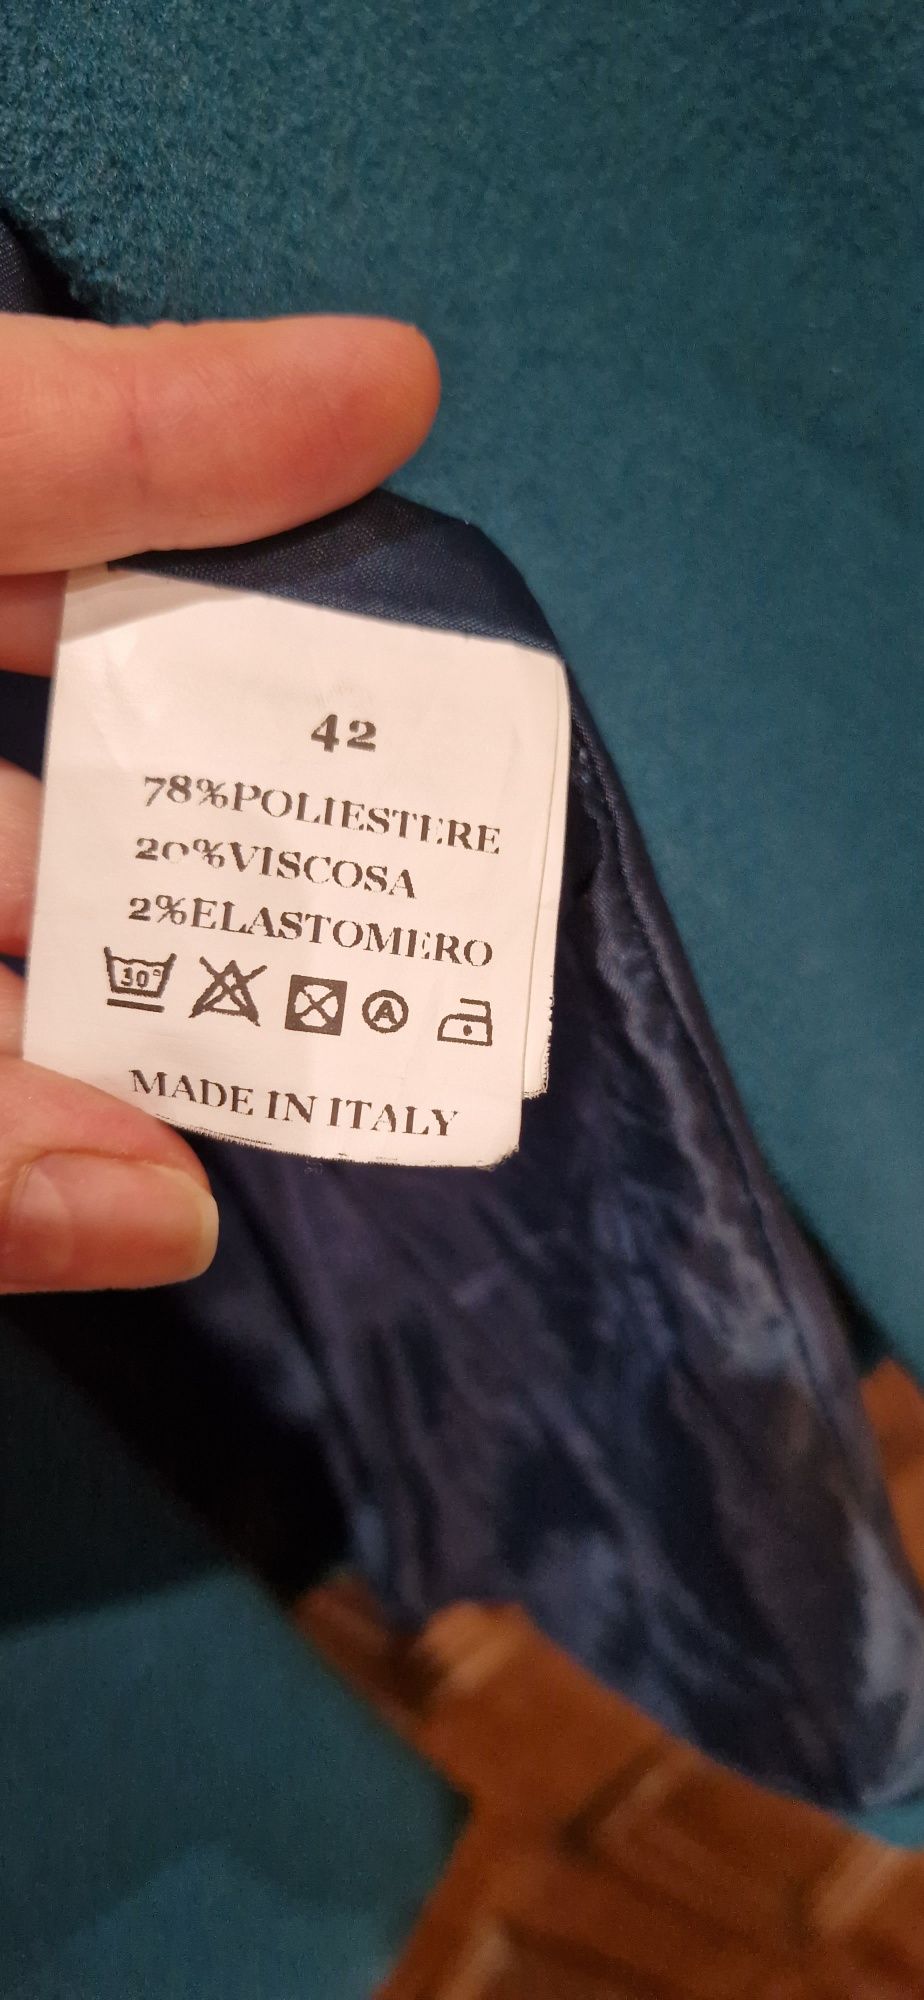 42
78%POLIESTERE
20%VISCOSA
2%ELASTOMERO
30° A
MADE IN ITALY